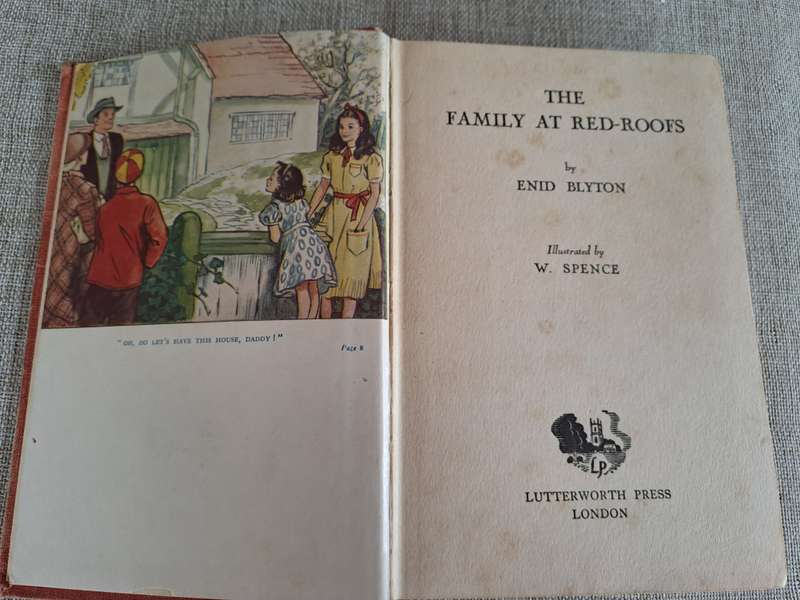 "OH, DO LET'S HAVE THIS HOUSE, DADDY!"
Page 8
THE
FAMILY AT RED-ROOFS
by
ENID BLYTON
Illustrated by
W. SPENCE
LP
LUTTERWORTH PRESS
LONDON